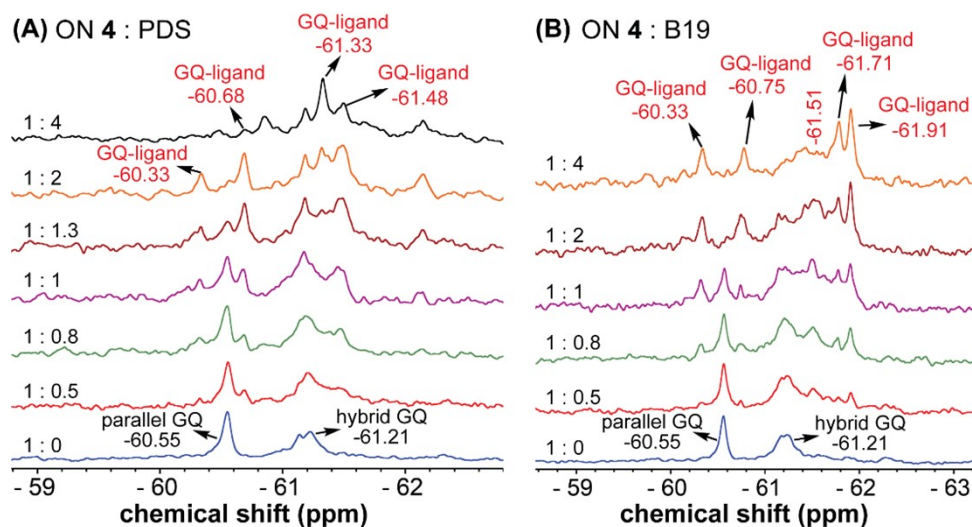 (A) ON 4 : PDS
GQ-ligand
-61.33
GQ-ligand
-60.68
GQ-ligand
-61.48
1 : 4
GQ-ligand
-60.33
1 : 2
1 : 1.3
1 : 1
1 : 0.8
1 : 0.5
parallel GQ
-60.55
hybrid GQ
-61.21
1 : 0
- 59
- 60
- 61
- 62
chemical shift (ppm)
(B) ON 4 : B19
GQ-ligand
-61.71
GQ-ligand
-60.75
GQ-ligand
-60.33
-61.51
GQ-ligand
-61.91
1 : 4
1 : 2
1 : 1
1 : 0.8
1 : 0.5
parallel GQ
-60.55
hybrid GQ
-61.21
1 : 0
- 59
- 60
- 61
- 62
- 63
chemical shift (ppm)